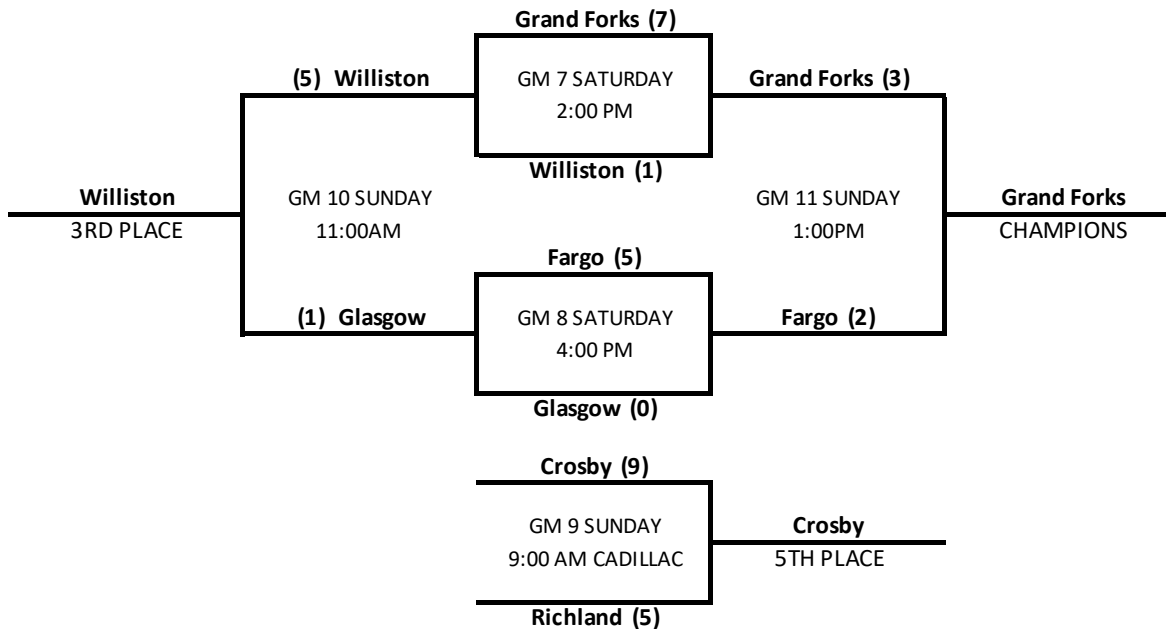 Grand Forks (7)
(5) Williston
GM 7 SATURDAY
2:00 PM
Grand Forks (3)
Williston (1)
Williston
3RD PLACE
GM 10 SUNDAY
11:00AM
GM 11 SUNDAY
1:00PM
Grand Forks
CHAMPIONS
Fargo (5)
(1) Glasgow
GM 8 SATURDAY
4:00 PM
Fargo (2)
Glasgow (0)
Crosby (9)
GM 9 SUNDAY
9:00 AM CADILLAC
Crosby
5TH PLACE
Richland (5)